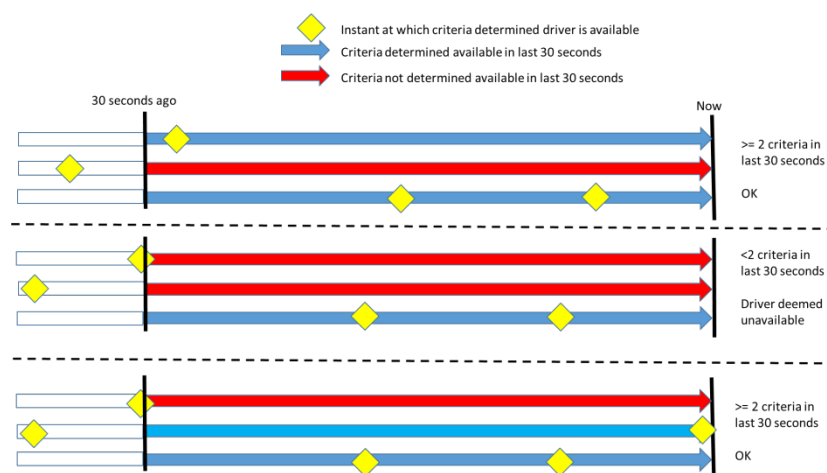 Instant at which criteria determined driver is available
Criteria determined available in last 30 seconds
Criteria not determined available in last 30 seconds
30 seconds ago
Now
>= 2 criteria in
last 30 seconds
OK
<2 criteria in
last 30 seconds
Driver deemed
unavailable
>= 2 criteria in
last 30 seconds
OK